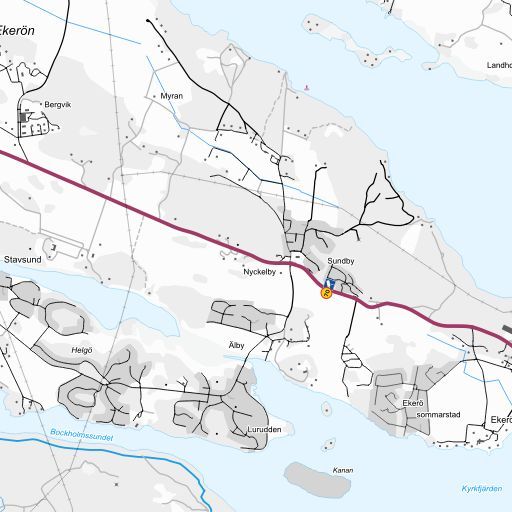 Ekerön
Landho
Myran
Bergvik
Stavsund
Sundby
Nyckelby
Älby
Helgö
Ekerö
sommarstad
Ekerö
Lurudden
Bockholmssundet
Kanan
Kyrkfjärden